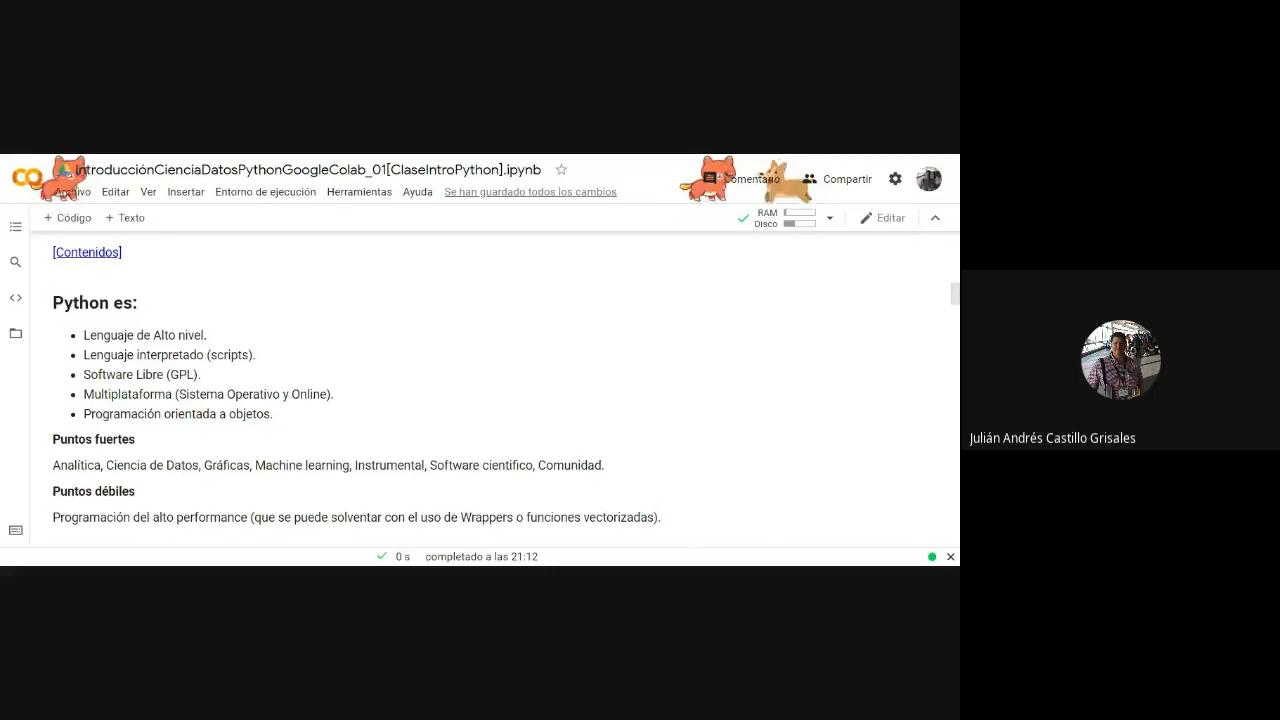 IntroducciónCienciaDatosPythonGoogleColab_01[ClaseIntroPython].ipynb
Comentario
Compartir
Archivo Editar Ver Insertar Entorno de ejecución Herramientas Ayuda Se han guardado todos los cambios
+ Código + Texto
RAM
Disco
Editar
[Contenidos]
Python es:
• Lenguaje de Alto nivel.
• Lenguaje interpretado (scripts).
• Software Libre (GPL).
• Multiplataforma (Sistema Operativo y Online).
• Programación orientada a objetos.
Puntos fuertes
Analítica, Ciencia de Datos, Gráficas, Machine learning, Instrumental, Software cientifico, Comunidad.
Puntos débiles
Programación del alto performance (que se puede solventar con el uso de Wrappers o funciones vectorizadas).
0 s completado a las 21:12
Julián Andrés Castillo Grisales